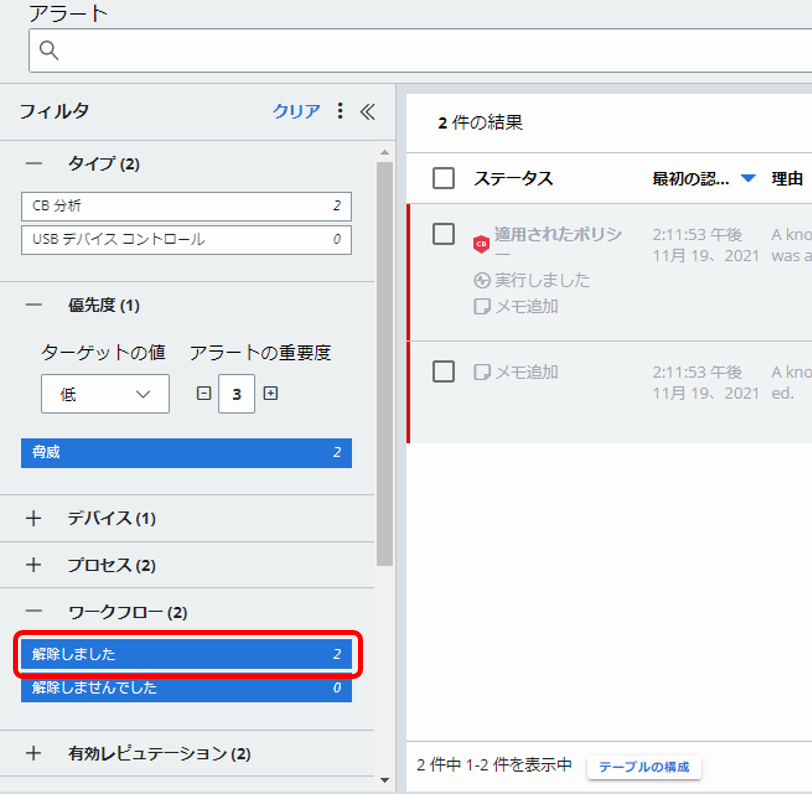 アラート
フィルタ
クリア
タイプ (2)
CB 分析 2
USB デバイス コントロール 0
優先度 (1)
ターゲットの値 アラートの重要度
低 3
脅威 2
デバイス (1)
プロセス (2)
ワークフロー (2)
解除しました 2
解除しませんでした 0
有効レピュテーション (2)
2 件の結果
ステータス 最初の認... 理由
CB 適用されたポリシ 2:11:53 午後 A kno
ー 11月 19、2021 was a
実行しました
メモ追加
メモ追加 2:11:53 午後 A kno
11月 19、2021 ed.
2 件中 1-2 件を表示中 テーブルの構成